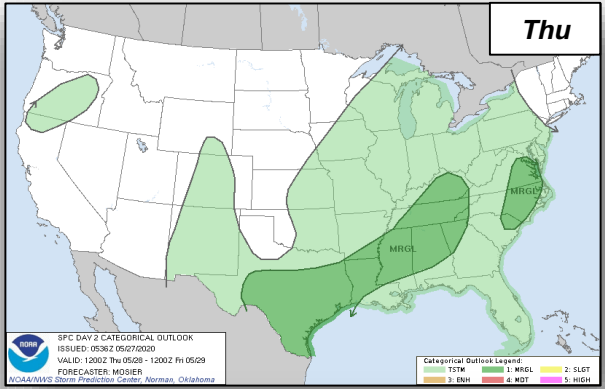 Thu
MRGL
MRGL
NOAA
SPC DAY 2 CATEGORICAL OUTLOOK
ISSUED: 0536Z 05/27/2020
VALID: 1200Z Thu 05/28 - 1200Z Fri 05/29
FORECASTER: MOSIER
NOAA/NWS Storm Prediction Center, Norman, Oklahoma
Categorical Outlook Legend:
TSTM 1: MRGL 2: SLGT
3: ENH 4: MDT 5: HIGH